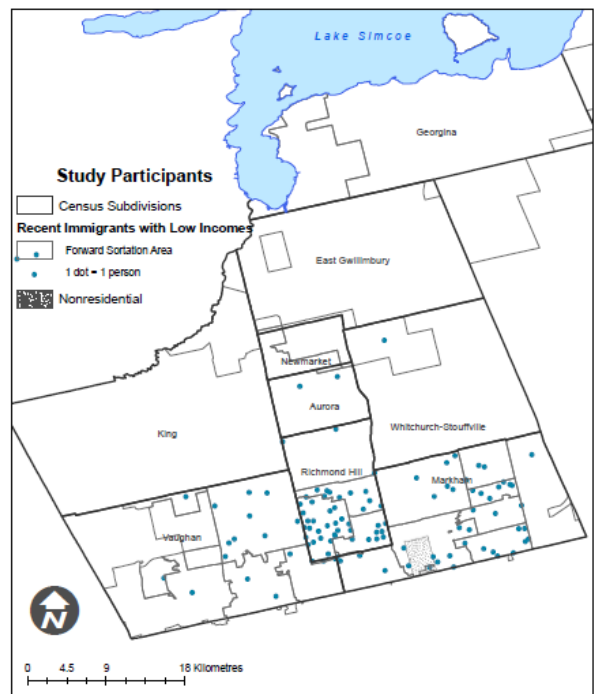 Lake Simcoe
Georgina
Study Participants
Census Subdivisions
Recent Immigrants with Low Incomes
Forward Sortation Area
1 dot = 1 person
Nonresidential
East Gwillimbury
Newmarket
Aurora
King
Whitchurch-Stouffville
Richmond Hill
Markham
Vaughan
N
0 4.5 9 18 Kilometres